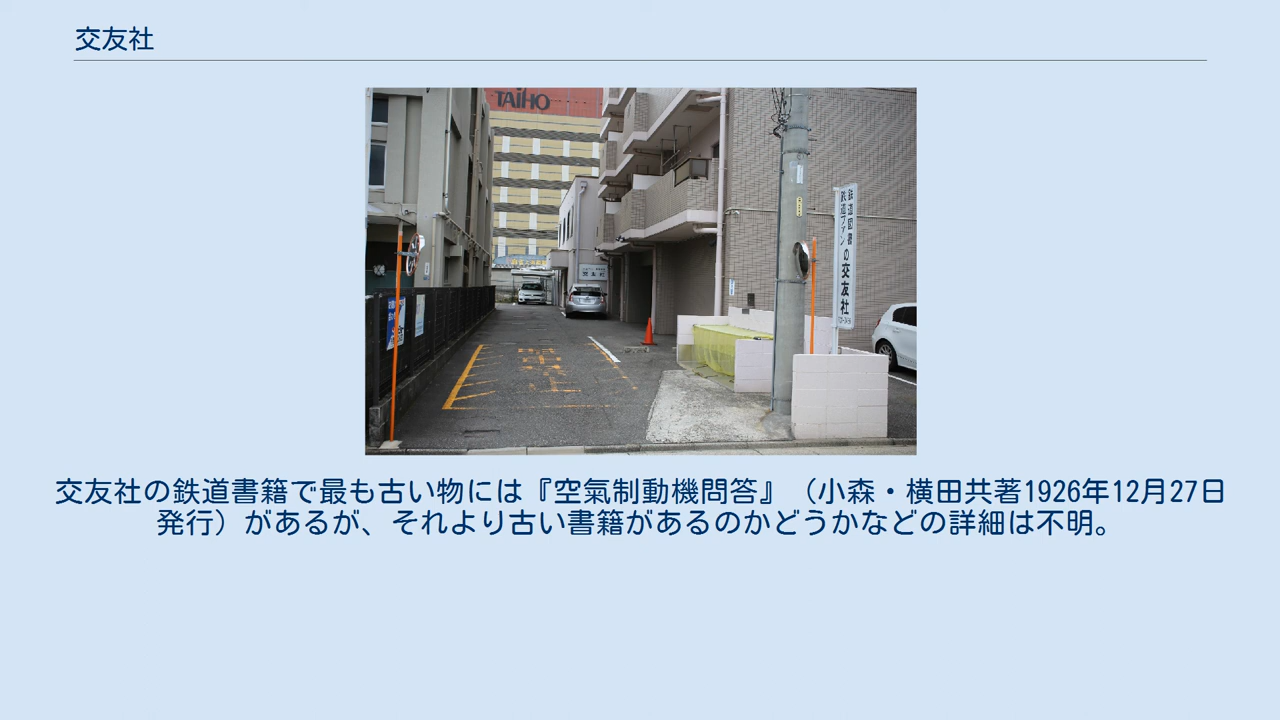 交友社
TAiHO
鉄道図書
鉄道ファン
の交友社
交友社
交友社の鉄道書籍で最も古い物には『空氣制動機問答』（小森・横田共著1926年12月27日
発行）があるが、それより古い書籍があるのかどうかなどの詳細は不明。